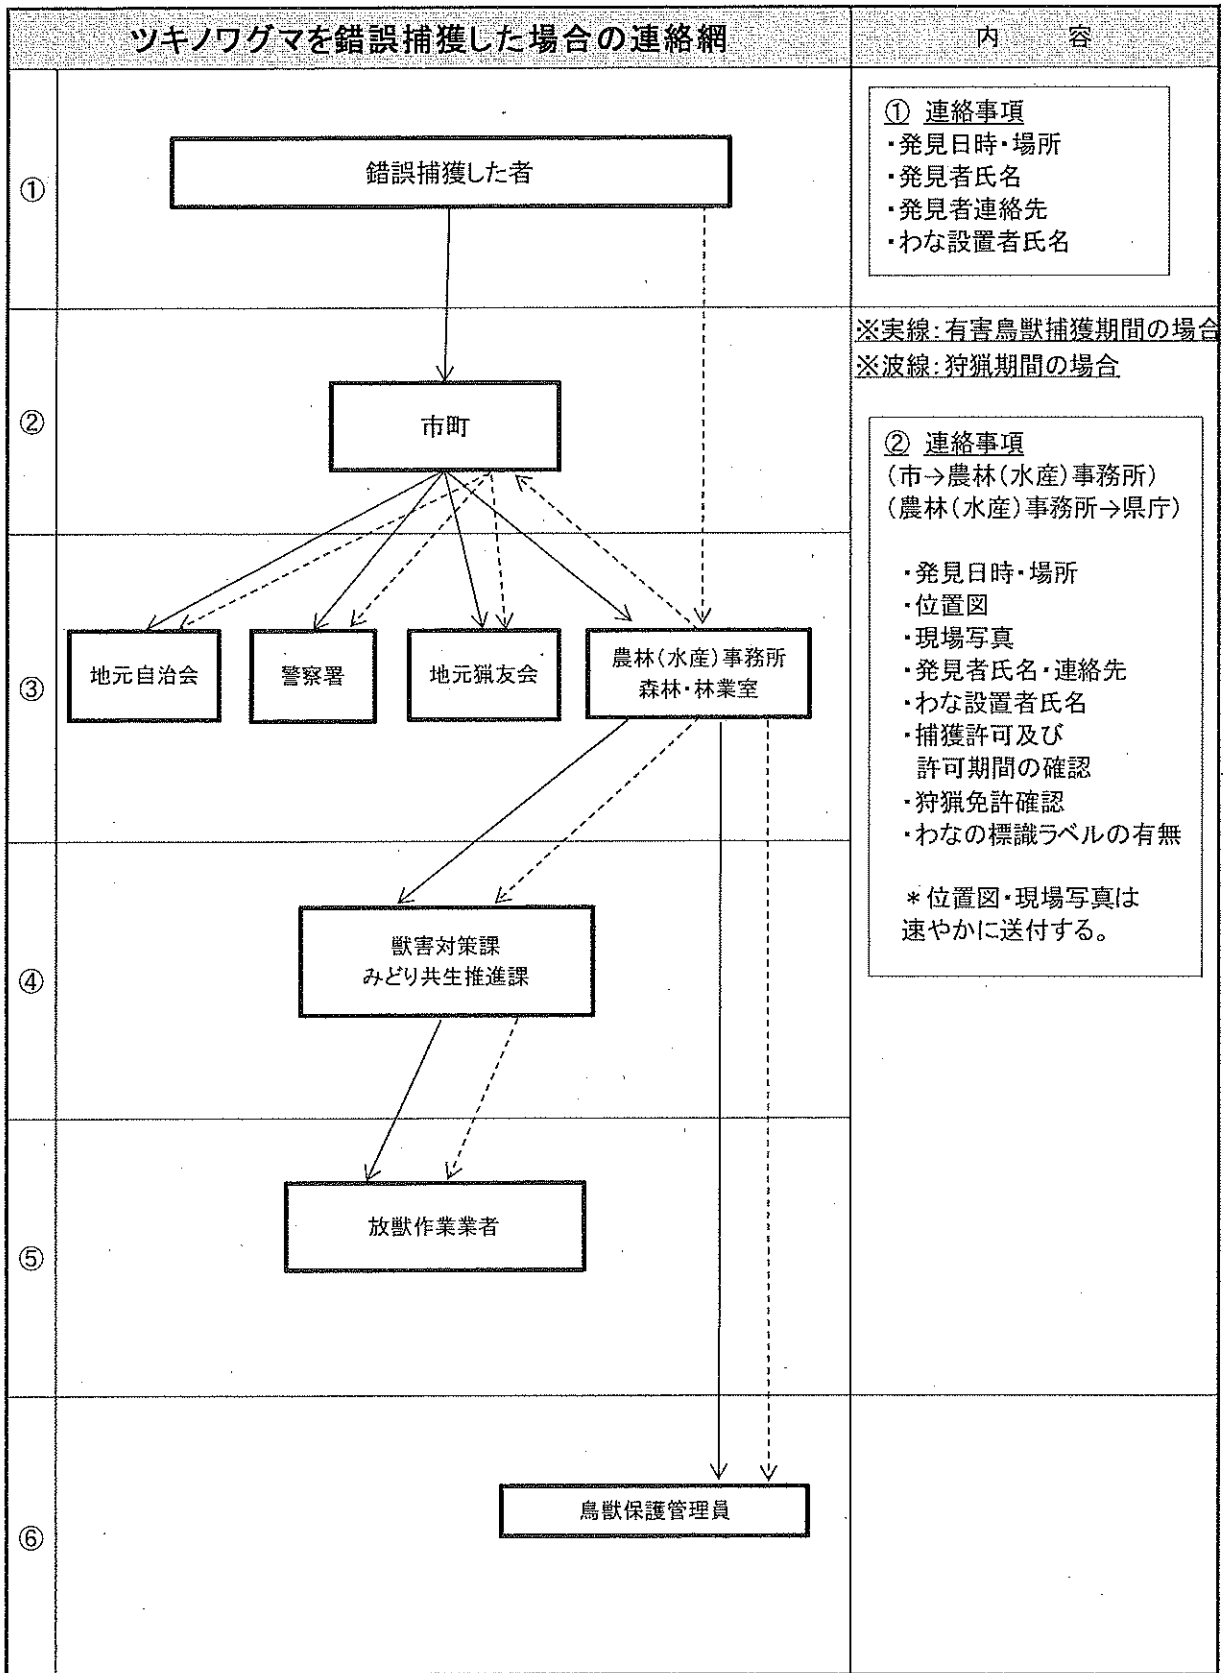 ツキノワグマを錯誤捕獲した場合の連絡網
内 容
①
錯誤捕獲した者
① 連絡事項
・発見日時・場所
・発見者氏名
・発見者連絡先
・わな設置者氏名
②
市町
※実線:有害鳥獣捕獲期間の場合
※波線:狩猟期間の場合
② 連絡事項
(市→農林(水産)事務所)
(農林(水産)事務所→県庁)
・発見日時・場所
・位置図
・現場写真
・発見者氏名・連絡先
・わな設置者氏名
・捕獲許可及び
許可期間の確認
・狩猟免許確認
・わなの標識ラベルの有無
*位置図・現場写真は
速やかに送付する。
③
地元自治会
警察署
地元猟友会
農林(水産)事務所
森林・林業室
④
獣害対策課
みどり共生推進課
⑤
放獣作業業者
⑥
鳥獣保護管理員